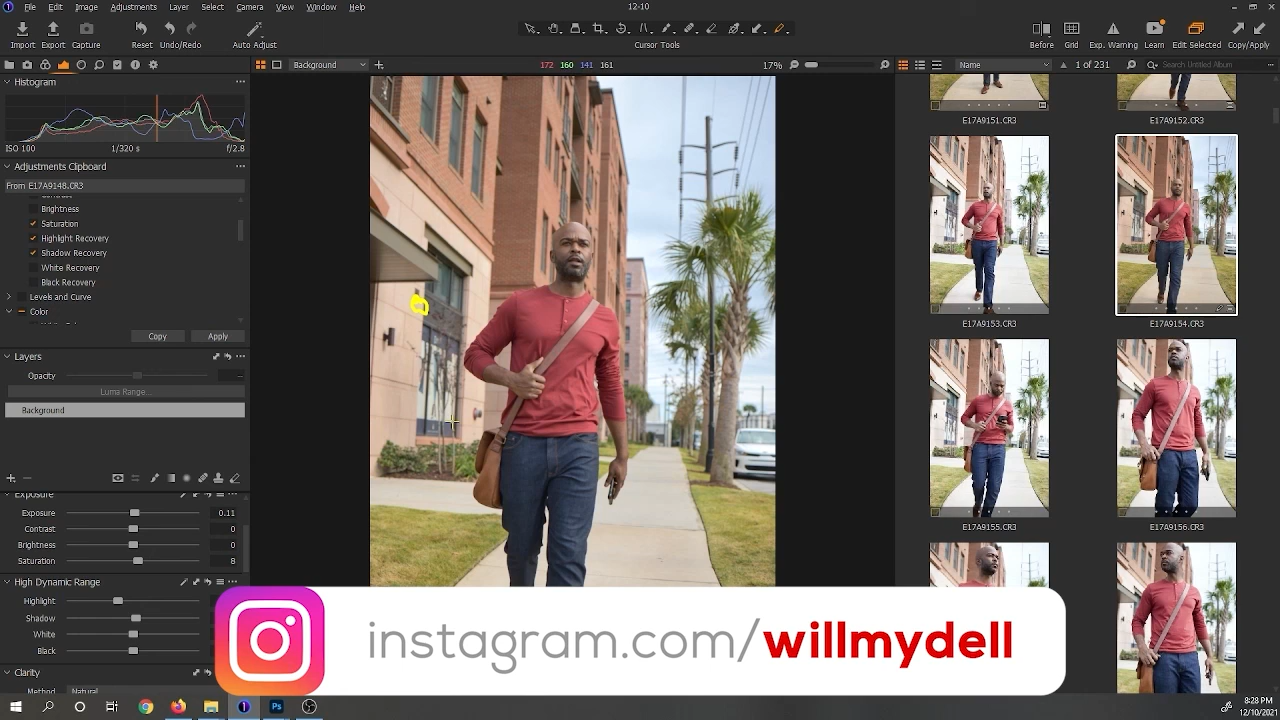 File Edit View Adjustments Layer Select Image Camera Tools Window Help
12-10
Import Export Capture
Reset Undo/Redo
Auto Adjust
Cursor Tools
Before Grid Exp. Warning Learn Edit Selected Copy/Apply
Background
172 160 141 161
17%
Name
1 of 231
Search Untitled Album
Histogram
ISO 100 1/320 s f/2.8
Adjustments Clipboard
From E17A9148.CR3
Contrast
Brightness
Saturation
Highlight Recovery
Shadow Recovery
White Recovery
Black Recovery
Levels and Curve
Copy Apply
Layers
Opacity
Luma Range...
Background
Exposure 0.11
Contrast 0
Brightness 0
Saturation 8
High Dynamic Range
Highlight
Shadow
White
Black
Clarity
Method Natural
E17A9151.CR3 E17A9152.CR3
E17A9153.CR3 E17A9154.CR3
E17A9155.CR3 E17A9156.CR3
instagram.com/willmydell
Ps
8:28 PM
12/10/2021